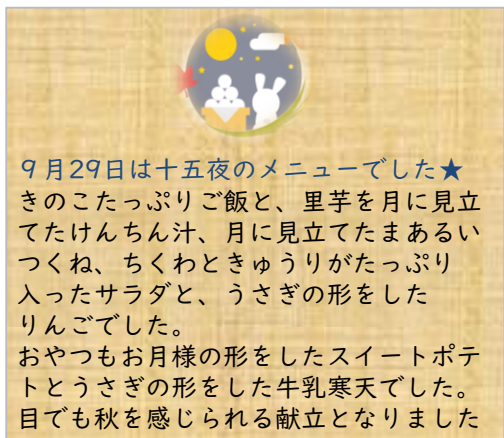 ９月29日は十五夜のメニューでした★
きのこたっぷりご飯と、里芋を月に見立
てたけんちん汁、月に見立てたまあるい
つくね、ちくわときゅうりがたっぷり
入ったサラダと、うさぎの形をした
りんごでした。
おやつもお月様の形をしたスイートポテ
トとうさぎの形をした牛乳寒天でした。
目でも秋を感じられる献立となりました